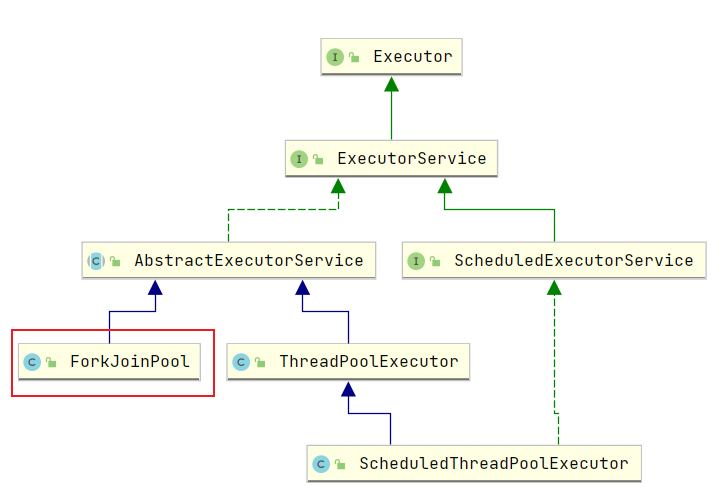 I Executor
I ExecutorService
C AbstractExecutorService
I ScheduledExecutorService
C ForkJoinPool
C ThreadPoolExecutor
C ScheduledThreadPoolExecutor